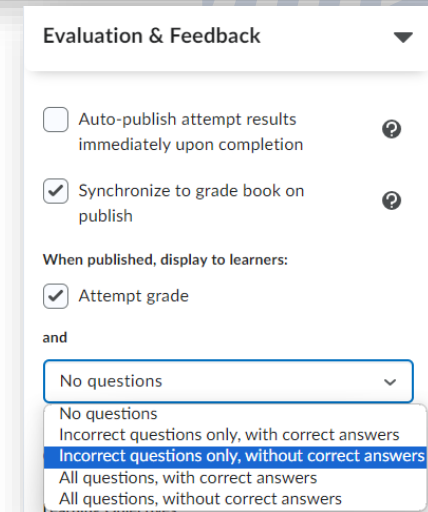 Evaluation & Feedback
Auto-publish attempt results
immediately upon completion
Synchronize to grade book on
publish
When published, display to learners:
Attempt grade
and
No questions
No questions
Incorrect questions only, with correct answers
Incorrect questions only, without correct answers
All questions, with correct answers
All questions, without correct answers